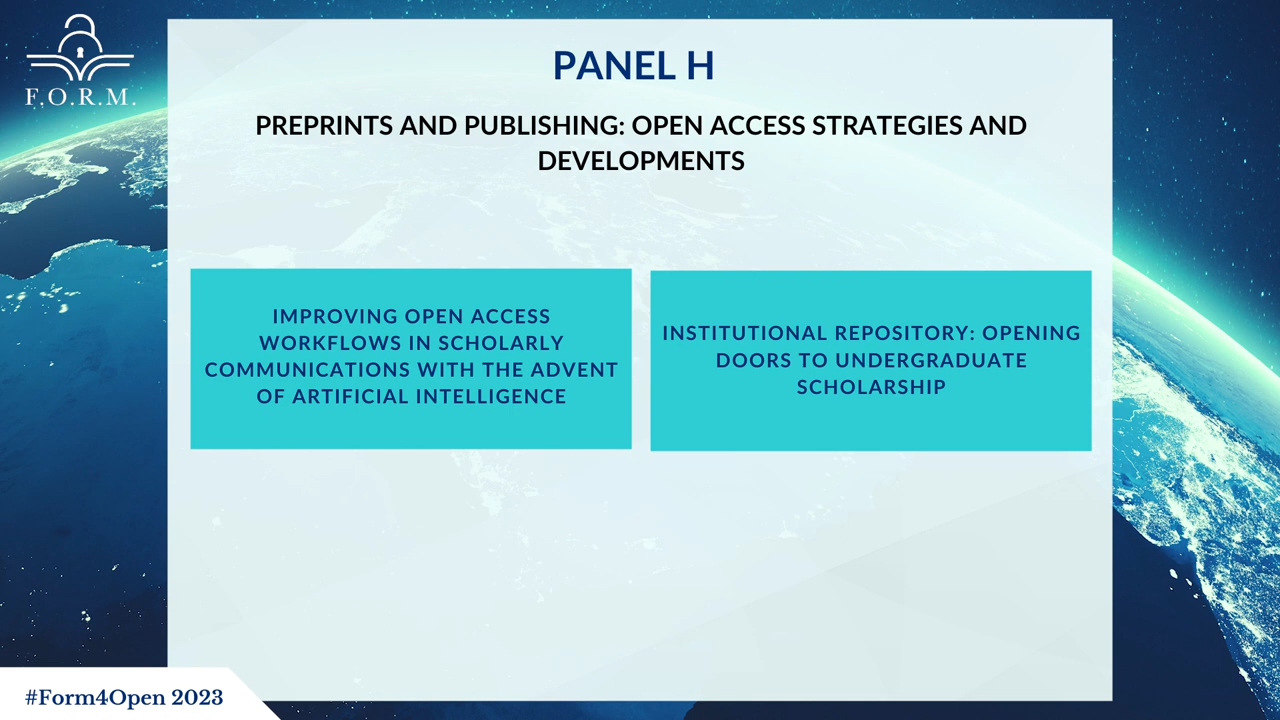 F.O.R.M.
PANEL H
PREPRINTS AND PUBLISHING: OPEN ACCESS STRATEGIES AND
DEVELOPMENTS
IMPROVING OPEN ACCESS
WORKFLOWS IN SCHOLARLY
COMMUNICATIONS WITH THE ADVENT
OF ARTIFICIAL INTELLIGENCE
INSTITUTIONAL REPOSITORY: OPENING
DOORS TO UNDERGRADUATE
SCHOLARSHIP
#Form4Open 2023